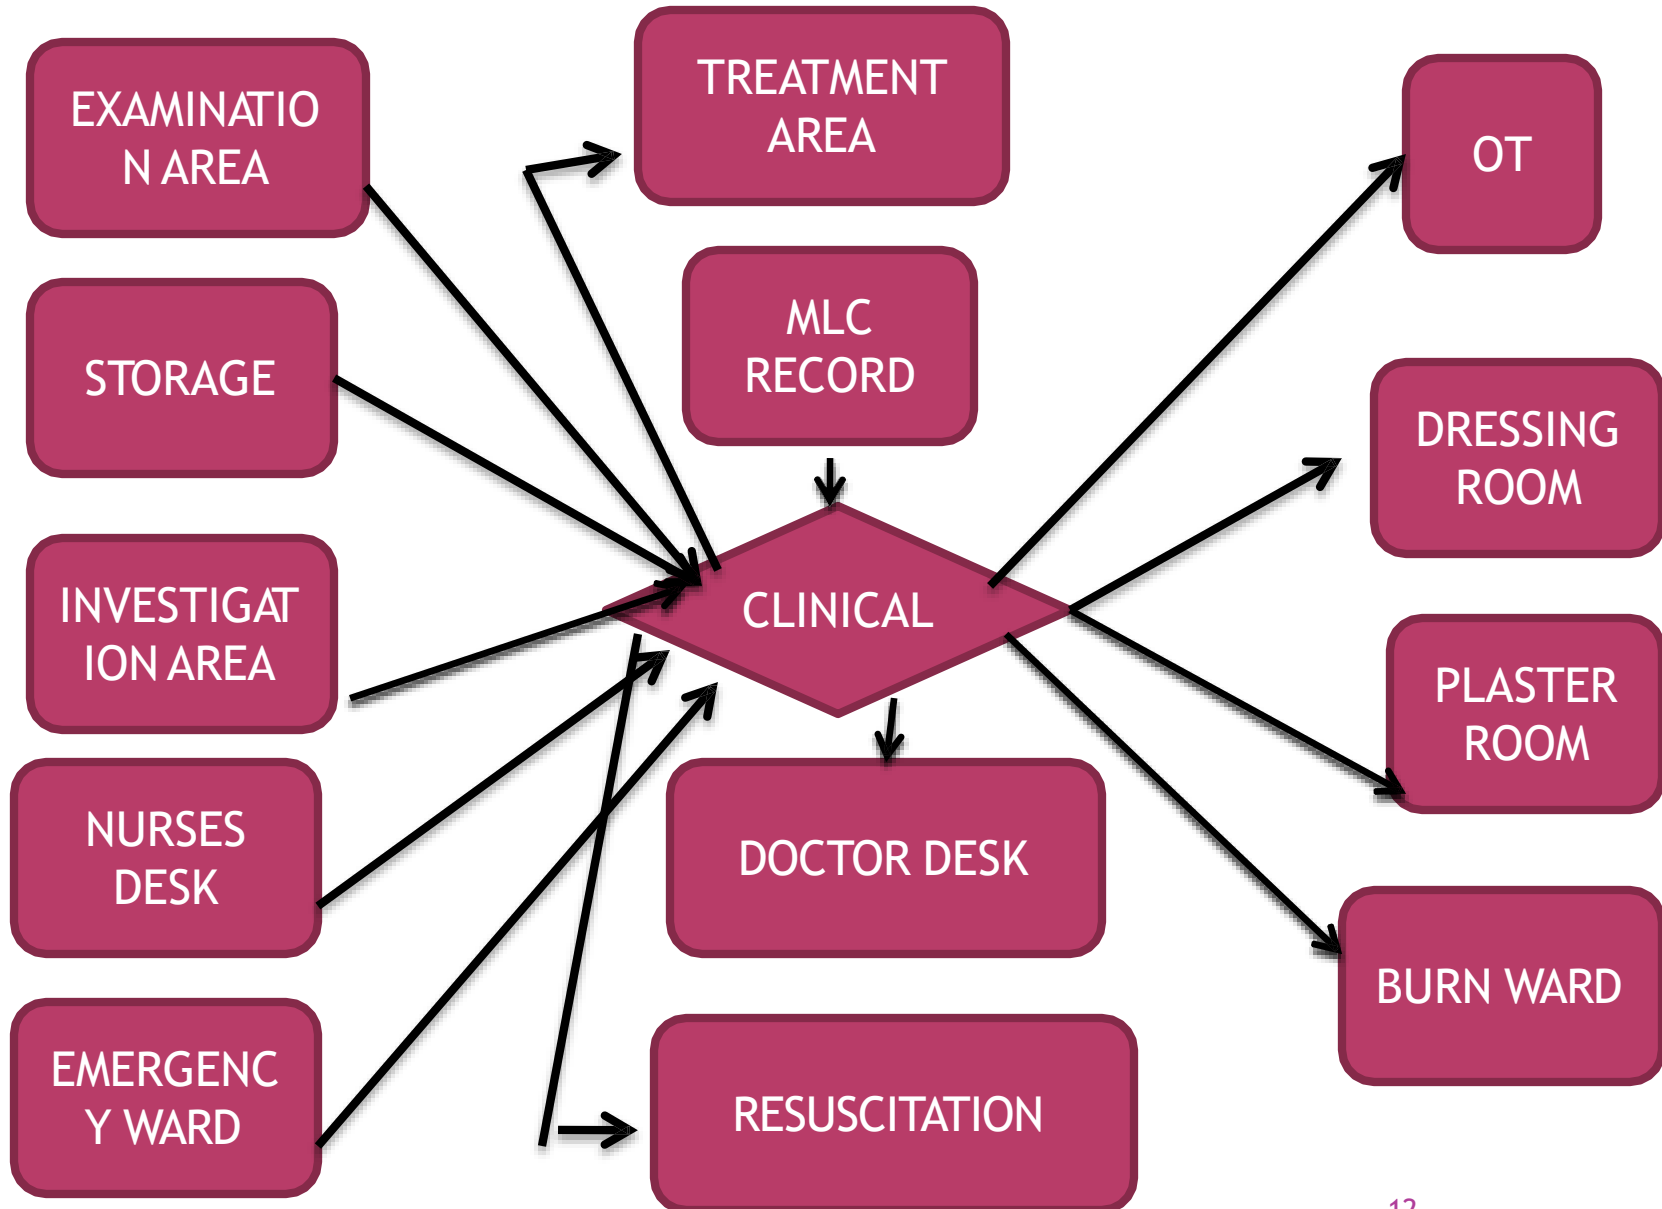 EXAMINATIO
N AREA
TREATMENT
AREA
OT
STORAGE
MLC
RECORD
DRESSING
ROOM
INVESTIGAT
ION AREA
CLINICAL
PLASTER
ROOM
NURSES
DESK
DOCTOR DESK
BURN WARD
EMERGENC
Y WARD
RESUSCITATION
12